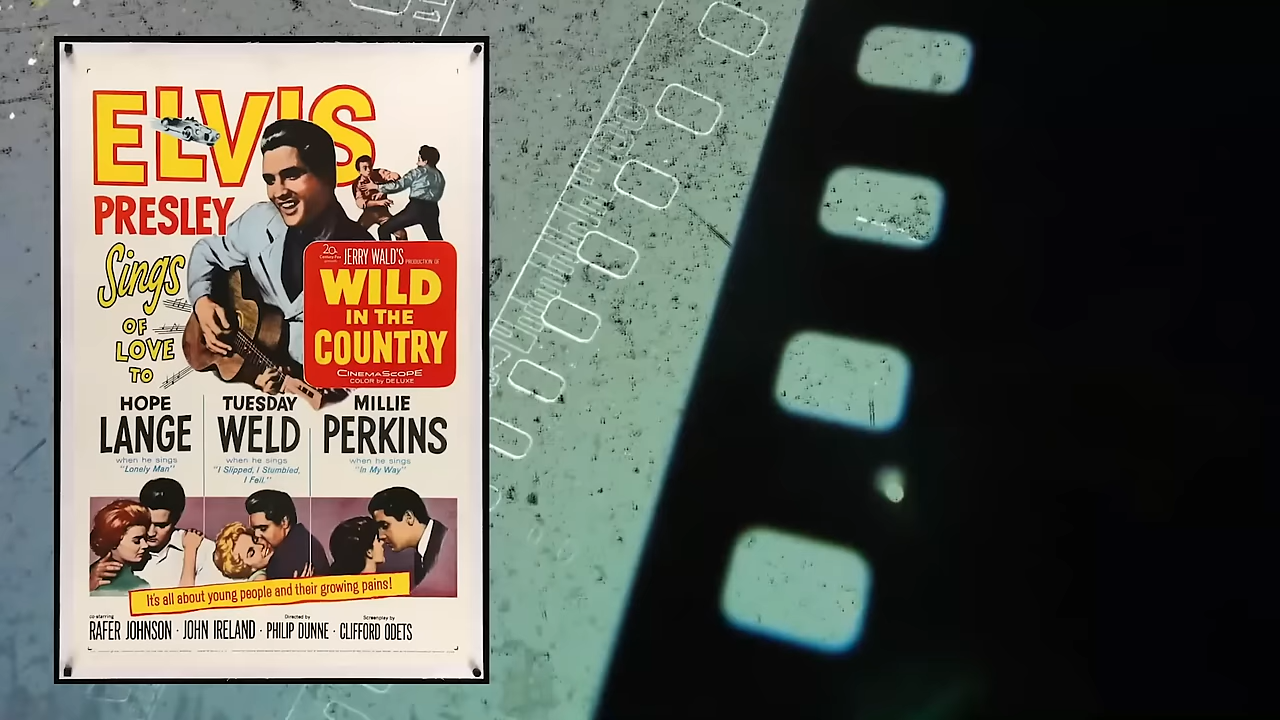 ELVIS
PRESLEY
Sings
OF
LOVE
TO
20th
Century-Fox
presents
JERRY WALD'S PRODUCTION OF
WILD
IN THE
COUNTRY
CINEMASCOPE
COLOR by DE LUXE
HOPE
LANGE
when he sings
"Lonely Man"
TUESDAY
WELD
when he sings
"I Slipped, I Stumbled,
I Fell."
MILLIE
PERKINS
when he sings
"In My Way"
It's all about young people and their growing pains!
co-starring
RAFER JOHNSON · JOHN IRELAND ·
Directed by
PHILIP DUNNE ·
Screenplay by
CLIFFORD ODETS